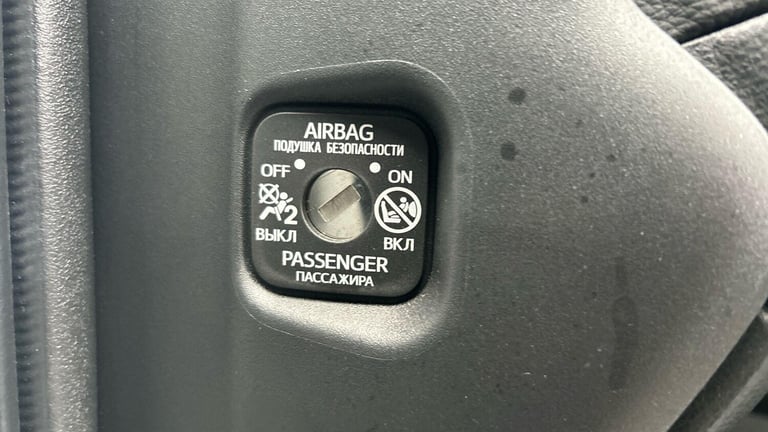 AIRBAG
ПОДУШКА БЕЗОПАСНОСТИ
OFF ON
2
ВЫКЛ ВКЛ
PASSENGER
ПАССАЖИРА